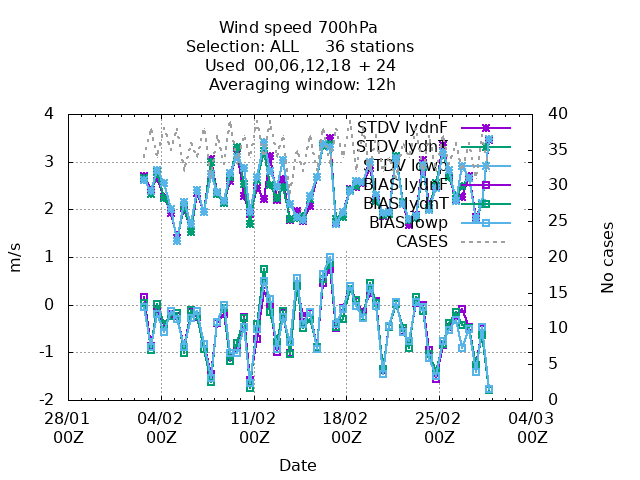 Wind speed 700hPa
Selection: ALL 36 stations
Used 00,06,12,18 + 24
Averaging window: 12h
4
3
2
1
0
-1
-2
40
35
30
25
20
15
10
5
0
m/s
No cases
STDV lydnF
STDV lydnT
STDV lowp
BIAS lydnF
BIAS lydnT
BIAS lowp
CASES
28/01 04/02 11/02 18/02 25/02 04/03
00Z 00Z 00Z 00Z 00Z 00Z
Date